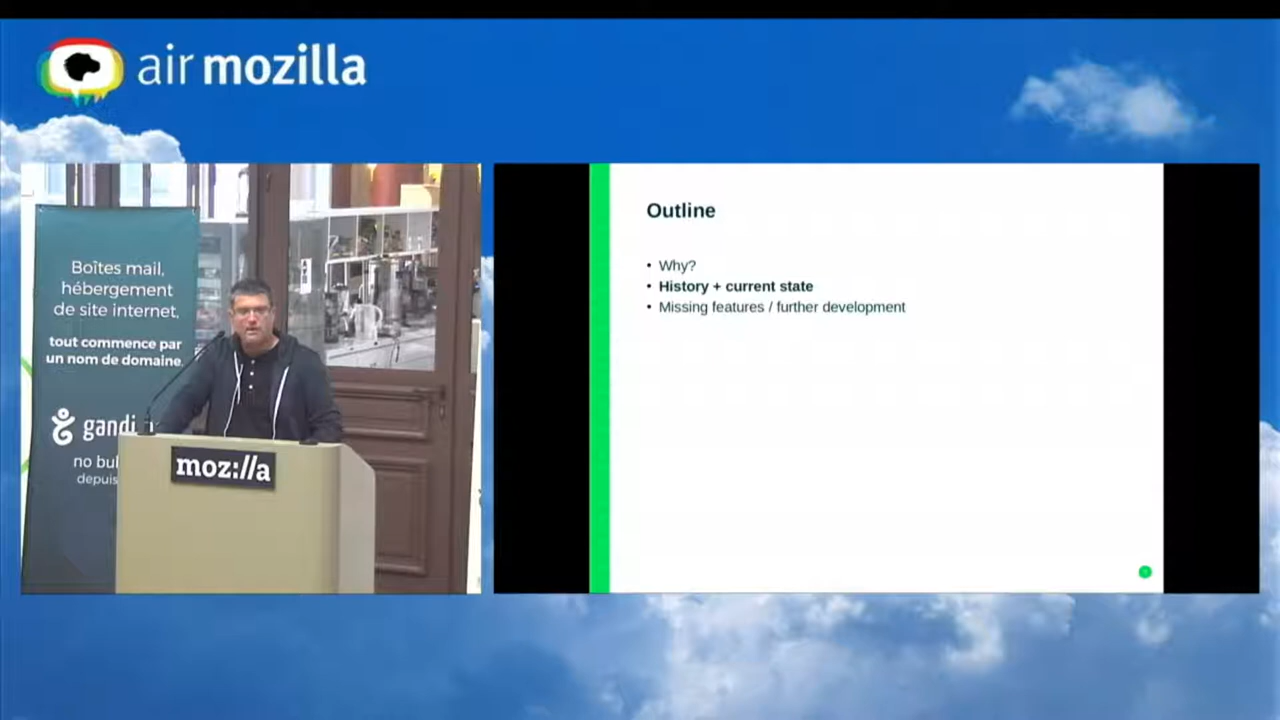 air mozilla
Boîtes mail,
hébergement
de site internet,
tout commence par
un nom de domaine.
gandi
no bul
depuis
moz://a
Outline
• Why?
• History + current state
• Missing features / further development